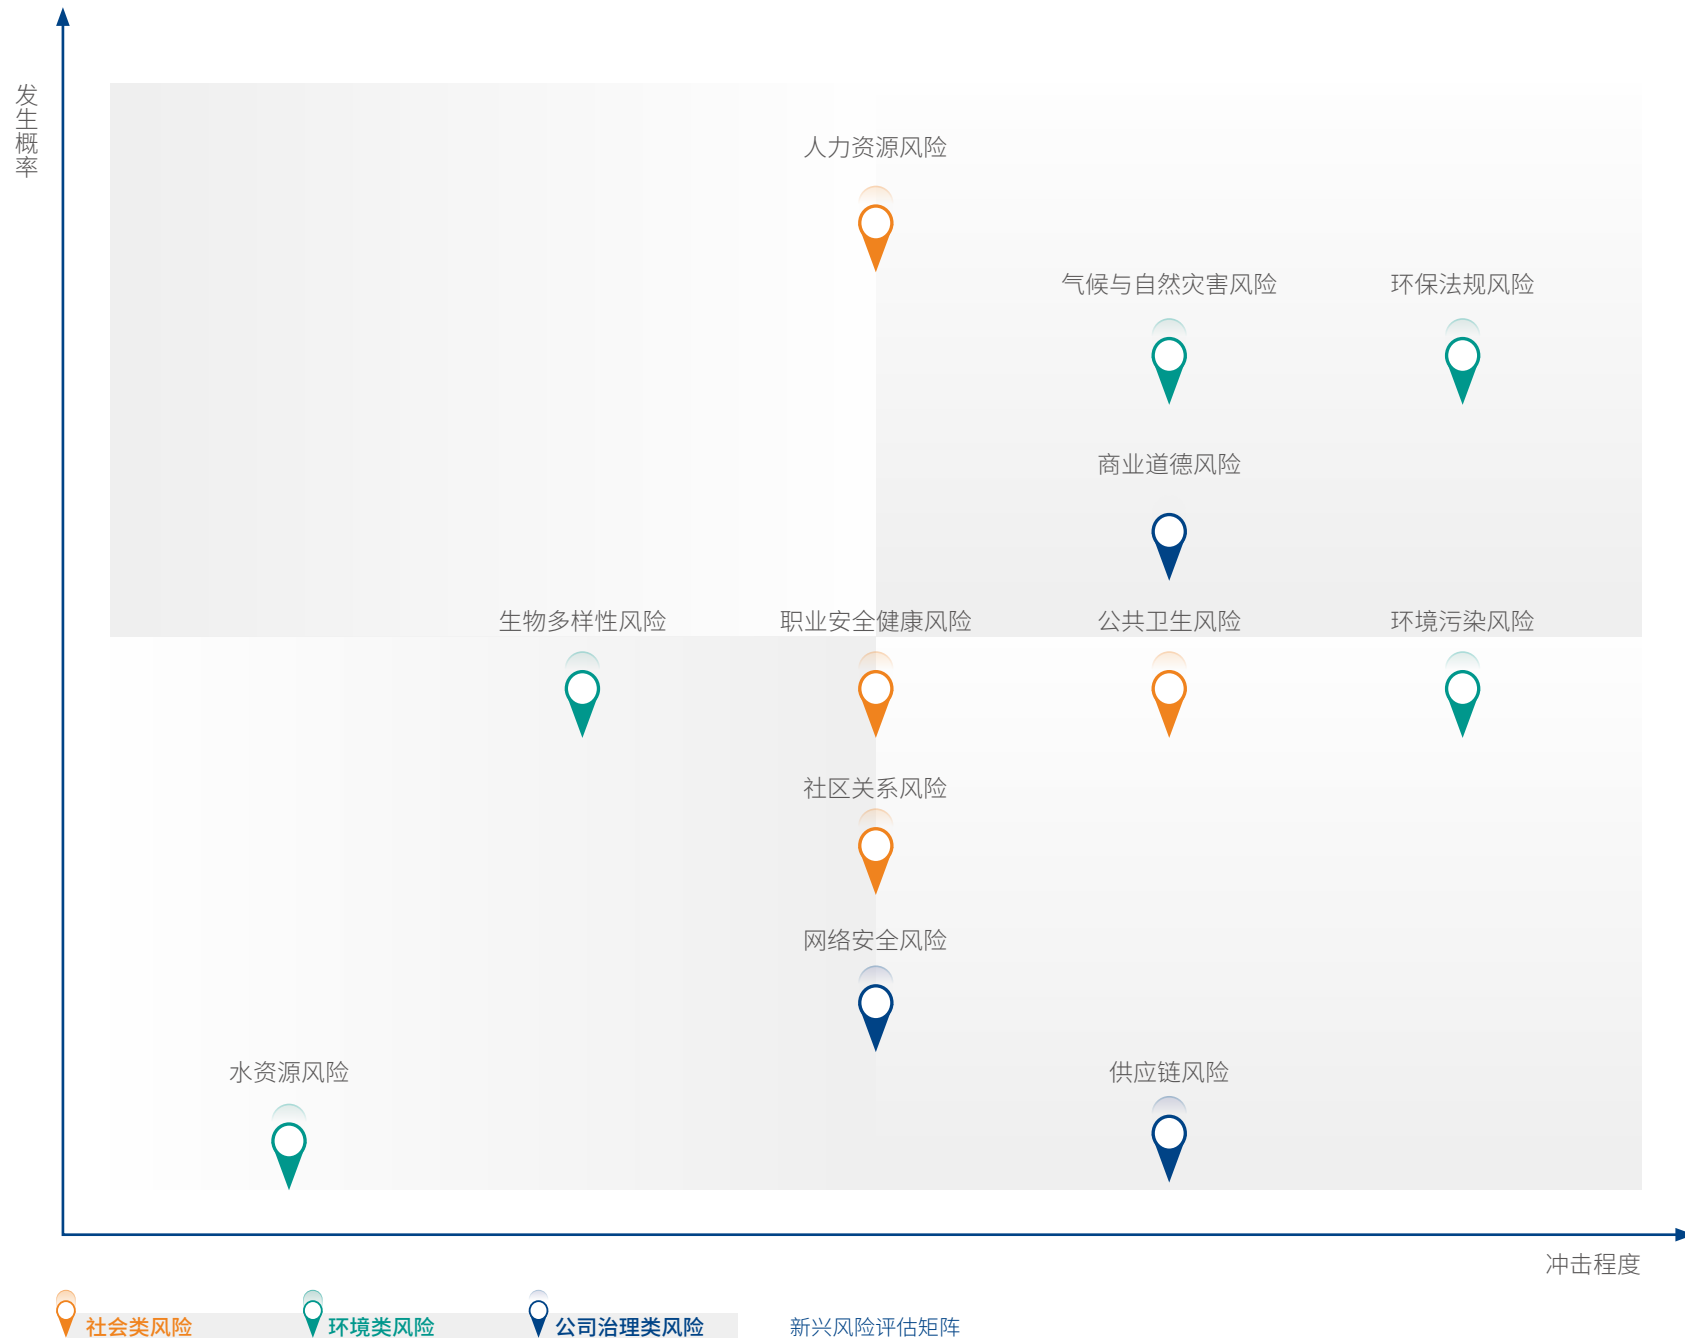 发生概率
人力资源风险
气候与自然灾害风险
环保法规风险
商业道德风险
生物多样性风险
职业安全健康风险
公共卫生风险
环境污染风险
社区关系风险
网络安全风险
水资源风险
供应链风险
冲击程度
社会类风险
环境类风险
公司治理类风险
新兴风险评估矩阵